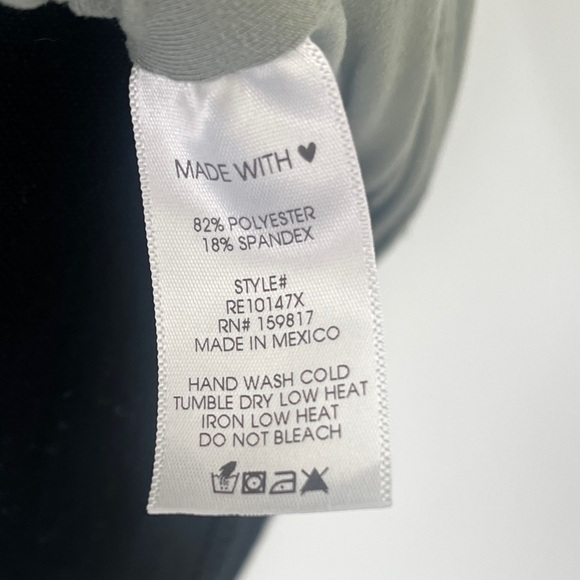 MADE WITH ♥
82% POLYESTER
18% SPANDEX
STYLE#
RE10147X
RN# 159817
MADE IN MEXICO
HAND WASH COLD
TUMBLE DRY LOW HEAT
IRON LOW HEAT
DO NOT BLEACH